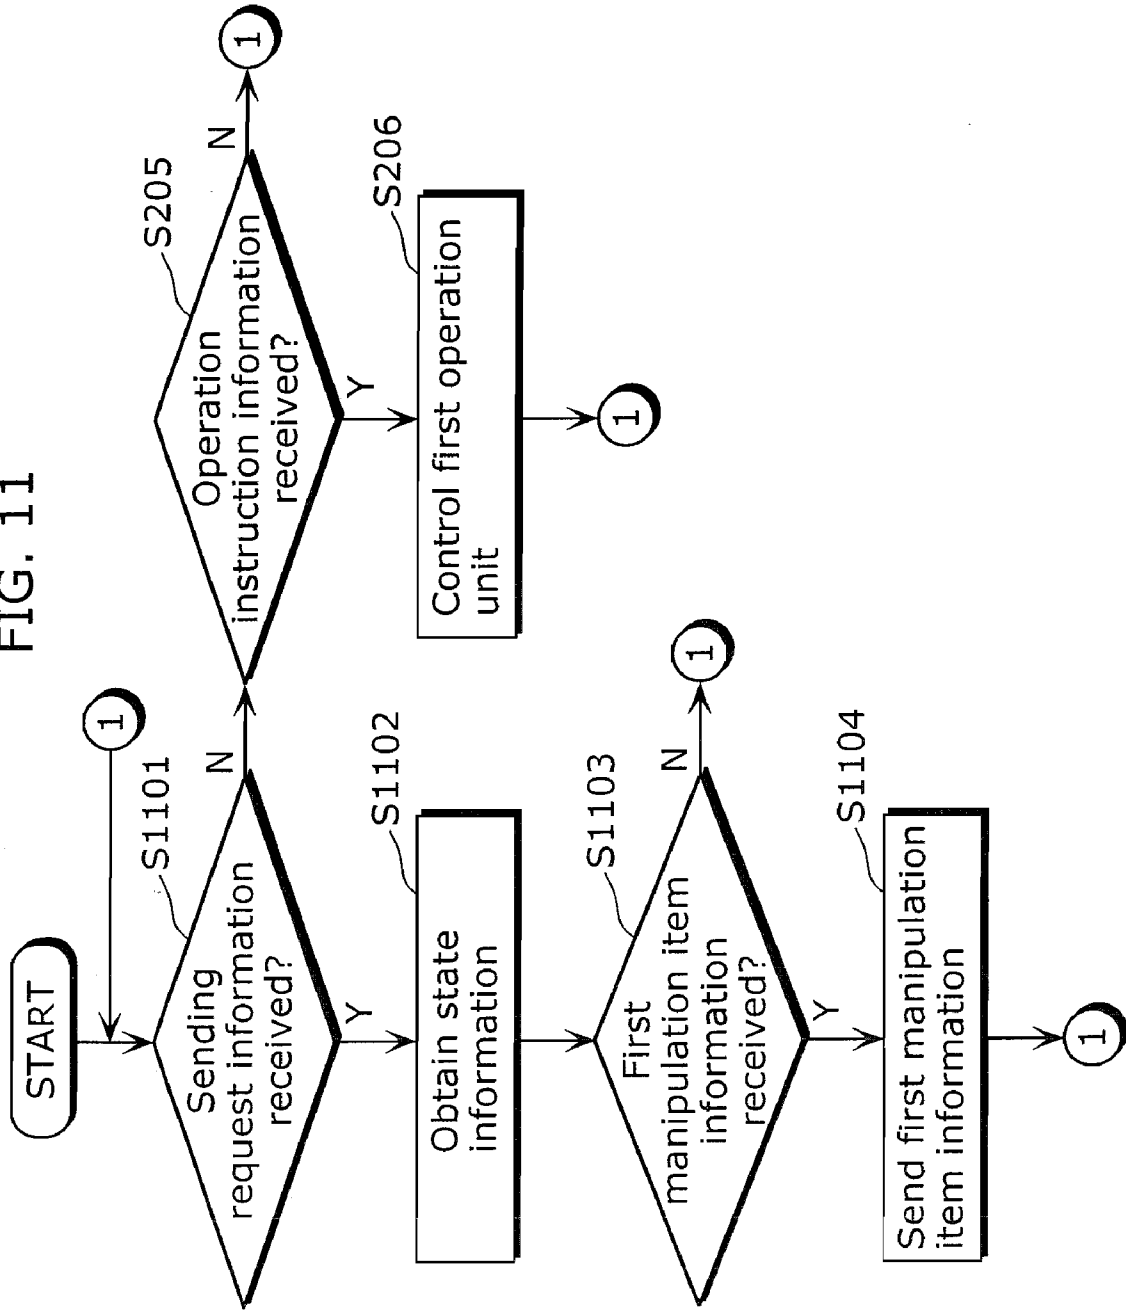 FIG. 11
START
1
S1101
Sending
request information
received?
N
Y
S205
Operation
instruction information
received?
N
1
Y
S1102
Obtain state
information
S206
Control first operation
unit
1
S1103
First
manipulation item
information
received?
N
1
Y
S1104
Send first manipulation
item information
1